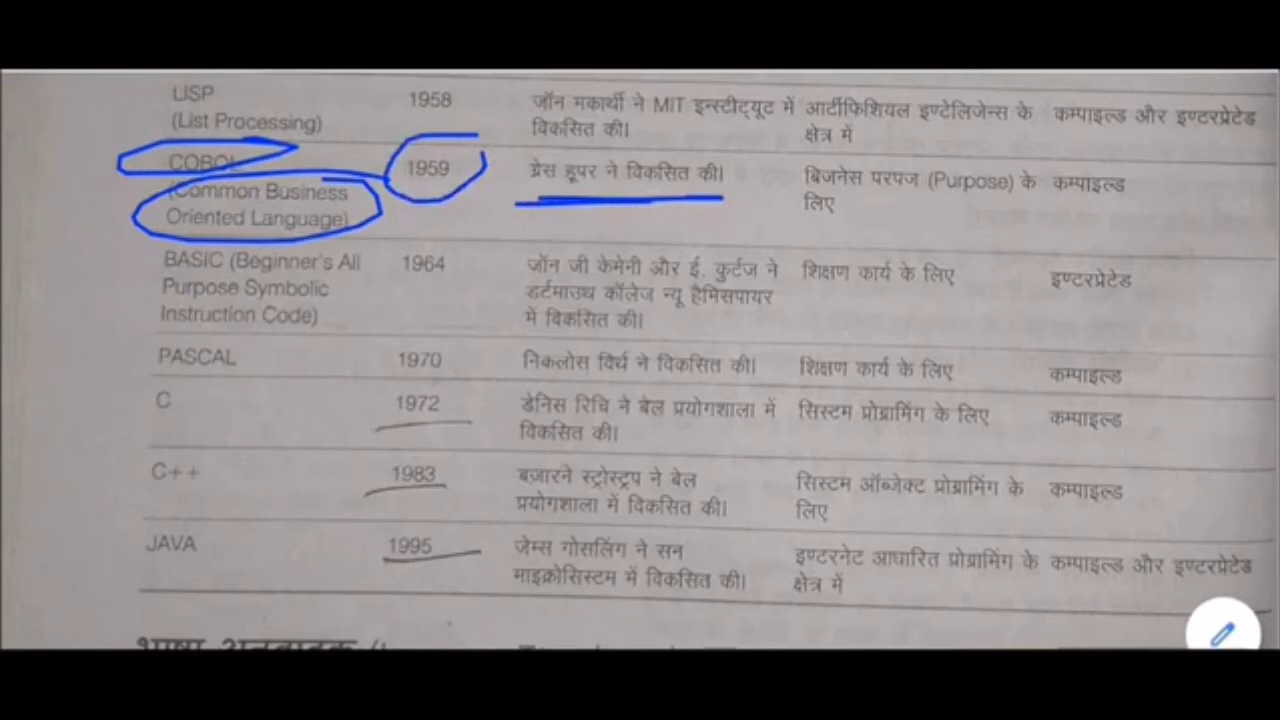 LISP 1958 जॉन मकार्थी ने MIT इन्स्टीट्यूट में आर्टीफिशियल इण्टेलिजेन्स के कम्पाइल्ड और इण्टरप्रेटेड
(List Processing) विकसित की। क्षेत्र में
COBOL 1959 ग्रेस हूपर ने विकसित की। बिजनेस परपज (Purpose) के कम्पाइल्ड
(Common Business लिए
Oriented Language)
BASIC (Beginner's All 1964 जॉन जी केमेनी और ई. कुर्टज ने शिक्षण कार्य के लिए इण्टरप्रेटेड
Purpose Symbolic डर्टमाउथ कॉलेज न्यू हैमिसपायर
Instruction Code) में विकसित की।
PASCAL 1970 निकलोस विर्थ ने विकसित की। शिक्षण कार्य के लिए कम्पाइल्ड
C 1972 डेनिस रिचि ने बेल प्रयोगशाला में सिस्टम प्रोग्रामिंग के लिए कम्पाइल्ड
विकसित की।
C++ 1983 बज़ारने स्ट्रोस्ट्रप ने बेल सिस्टम ऑब्जेक्ट प्रोग्रामिंग के कम्पाइल्ड
प्रयोगशाला में विकसित की। लिए
JAVA 1995 जेम्स गोसलिंग ने सन इण्टरनेट आधारित प्रोग्रामिंग के कम्पाइल्ड और इण्टरप्रेटेड
माइक्रोसिस्टम में विकसित की। क्षेत्र में